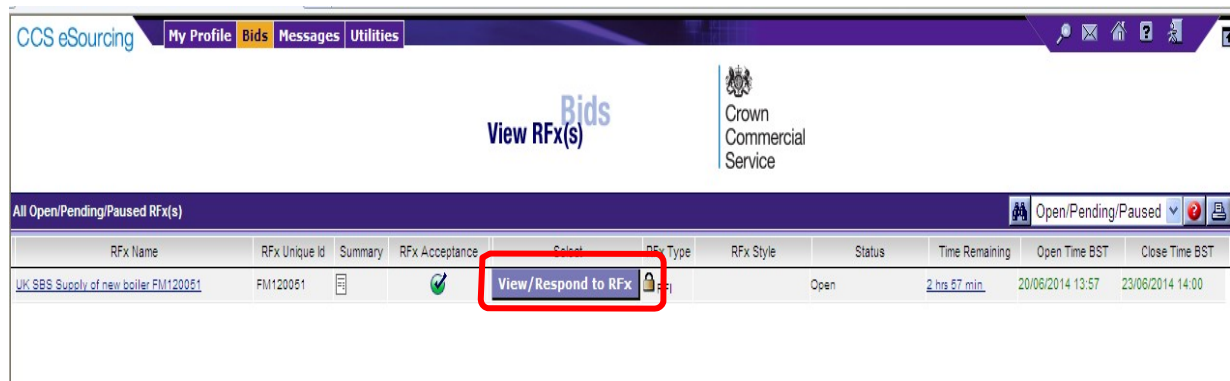 CCS eSourcing
My Profile Bids Messages Utilities
Bids
View RFx(s)
Crown
Commercial
Service
All Open/Pending/Paused RFx(s) Open/Pending/Paused
RFx Name RFx Unique Id Summary RFx Acceptance Select RFx Type RFx Style Status Time Remaining Open Time BST Close Time BST
UK SBS Supply of new boiler FM120051 FM120051 View/Respond to RFx Open 2 hrs 57 min 20/06/2014 13:57 23/06/2014 14:00